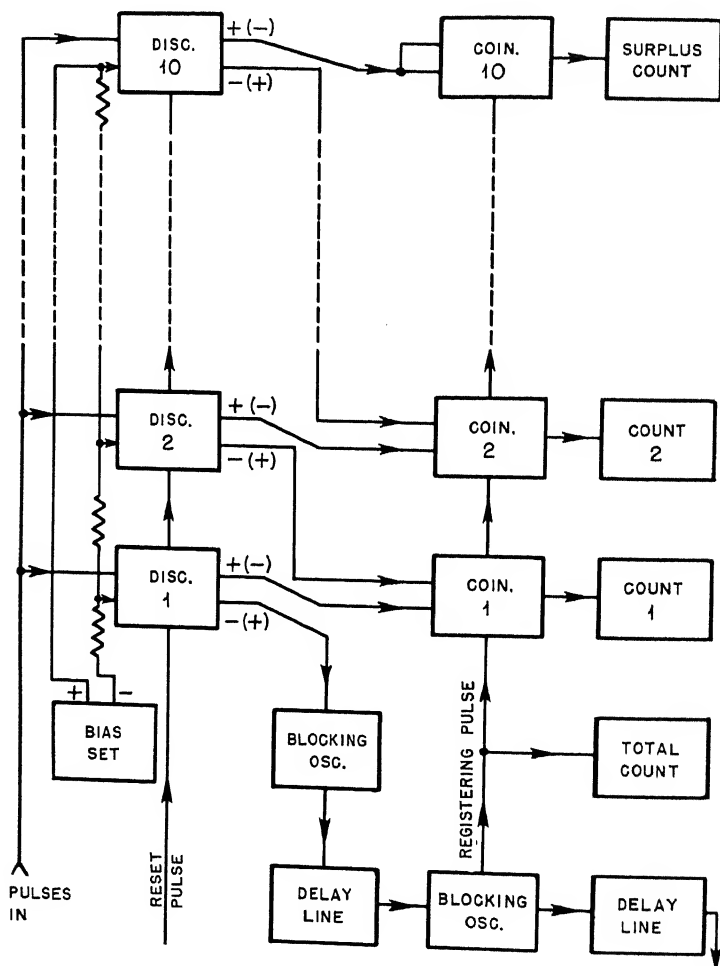 DISC.
10
+(-)
-(+)
COIN.
10
SURPLUS
COUNT
DISC.
2
+(-)
-(+)
COIN.
2
COUNT
2
DISC.
1
+(-)
-(+)
COIN.
1
COUNT
1
+
-
BIAS
SET
BLOCKING
OSC.
REGISTERING PULSE
TOTAL
COUNT
RESET
PULSE
PULSES
IN
DELAY
LINE
BLOCKING
OSC.
DELAY
LINE